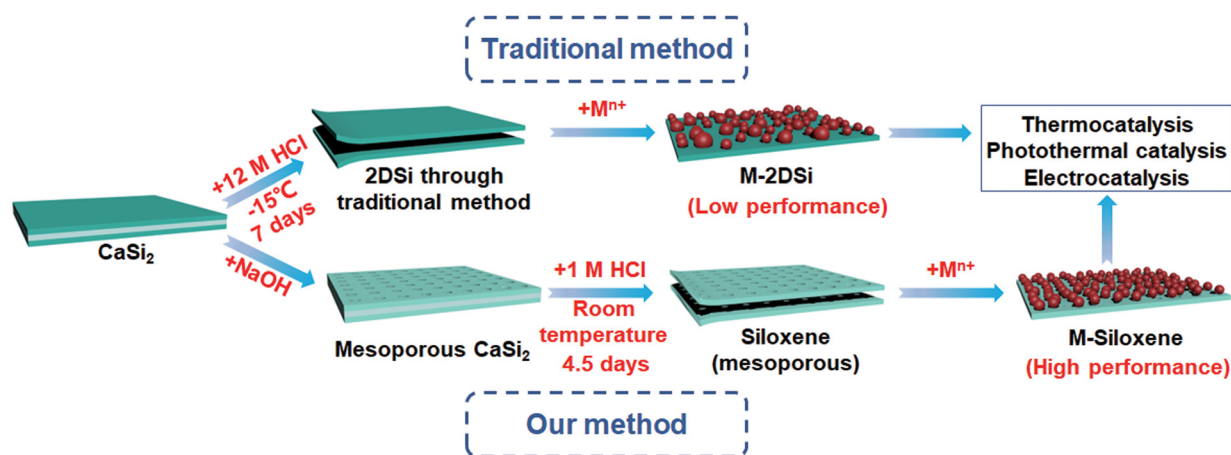 Traditional method
+12 M HCl
-15℃
7 days
2DSi through
traditional method
+Mⁿ⁺
M-2DSi
(Low performance)
Thermocatalysis
Photothermal catalysis
Electrocatalysis
CaSi₂
+NaOH
Mesoporous CaSi₂
+1 M HCl
Room
temperature
4.5 days
Siloxene
(mesoporous)
+Mⁿ⁺
M-Siloxene
(High performance)
Our method